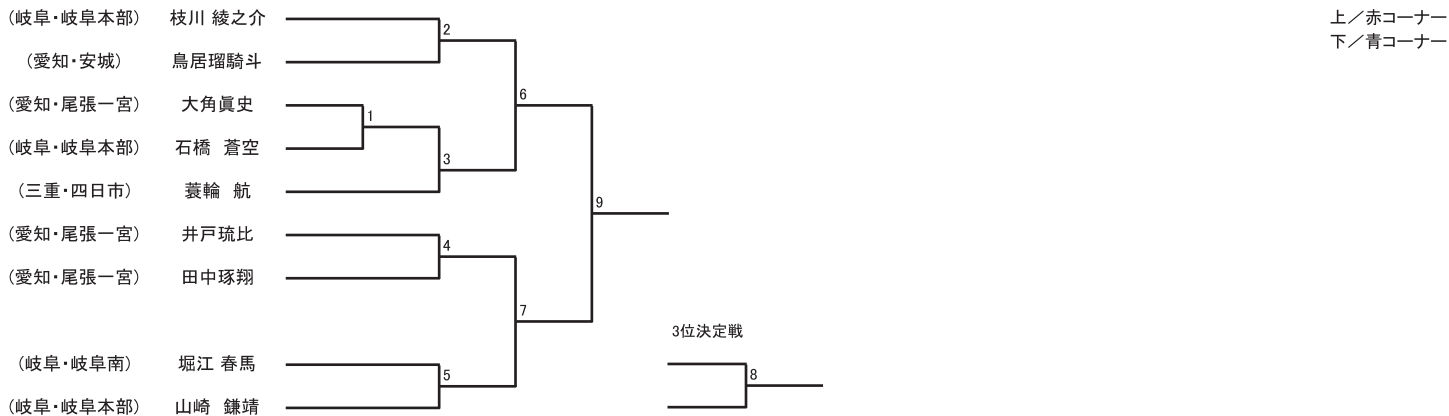 (岐阜・岐阜本部) 枝川 綾之介
(愛知・安城) 鳥居瑠騎斗
(愛知・尾張一宮) 大角眞史
(岐阜・岐阜本部) 石橋 蒼空
(三重・四日市) 蓑輪 航
(愛知・尾張一宮) 井戸琉比
(愛知・尾張一宮) 田中琢翔
(岐阜・岐阜南) 堀江 春馬
(岐阜・岐阜本部) 山崎 鎌靖
1
2
3
4
5
6
7
9
3位決定戦
8
上／赤コーナー
下／青コーナー